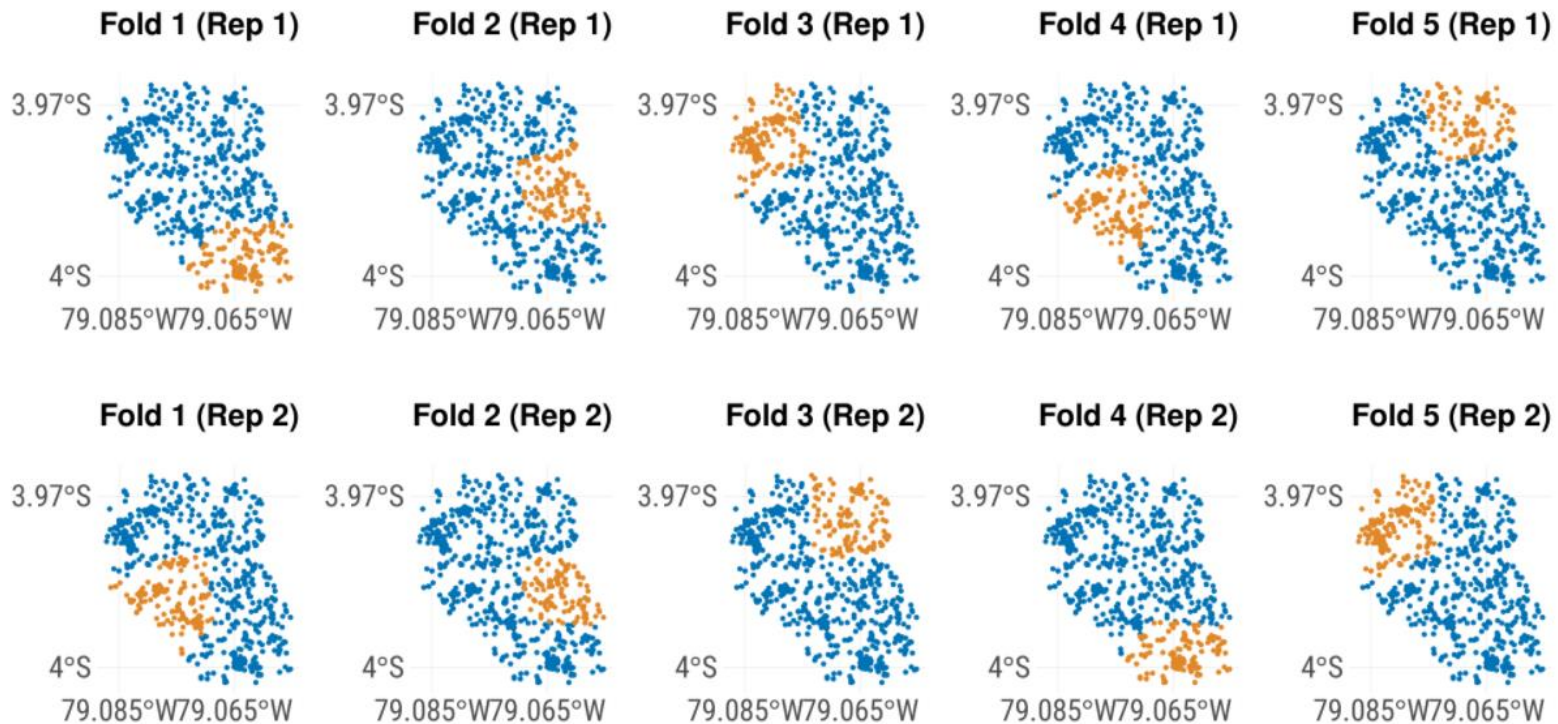 Fold 1 (Rep 1) Fold 2 (Rep 1) Fold 3 (Rep 1) Fold 4 (Rep 1) Fold 5 (Rep 1)
3.97°S 3.97°S 3.97°S 3.97°S 3.97°S
4°S 4°S 4°S 4°S 4°S
79.085°W79.065°W 79.085°W79.065°W 79.085°W79.065°W 79.085°W79.065°W 79.085°W79.065°W
Fold 1 (Rep 2) Fold 2 (Rep 2) Fold 3 (Rep 2) Fold 4 (Rep 2) Fold 5 (Rep 2)
3.97°S 3.97°S 3.97°S 3.97°S 3.97°S
4°S 4°S 4°S 4°S 4°S
79.085°W79.065°W 79.085°W79.065°W 79.085°W79.065°W 79.085°W79.065°W 79.085°W79.065°W